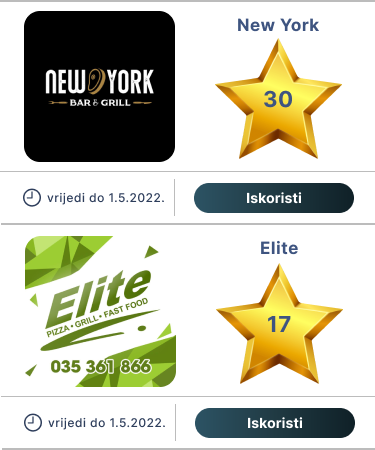 New York
NEW YORK
BAR & GRILL
30
vrijedi do 1.5.2022.
Iskoristi
Elite
Elite
PIZZA • GRILL • FAST FOOD
035 361 866
17
vrijedi do 1.5.2022.
Iskoristi